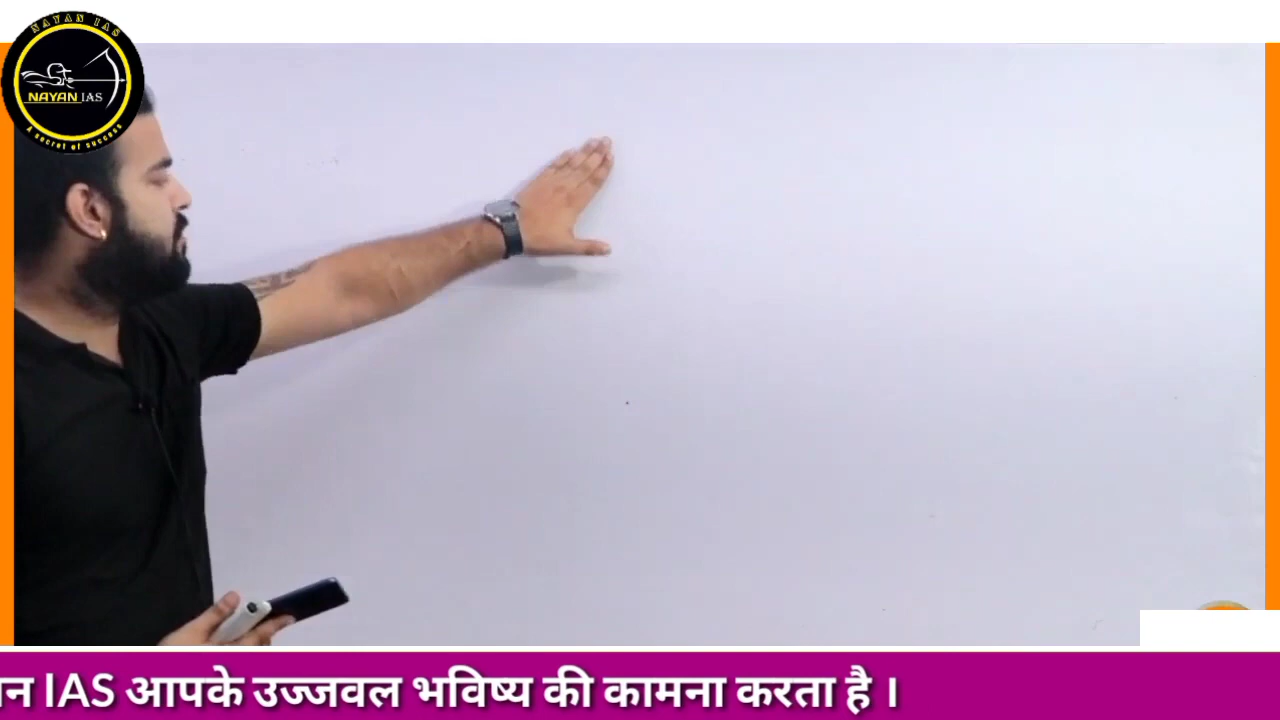 NAYAN IAS
NAYAN IAS
A secret of success
IAS आपके उज्जवल भविष्य की कामना करता है ।